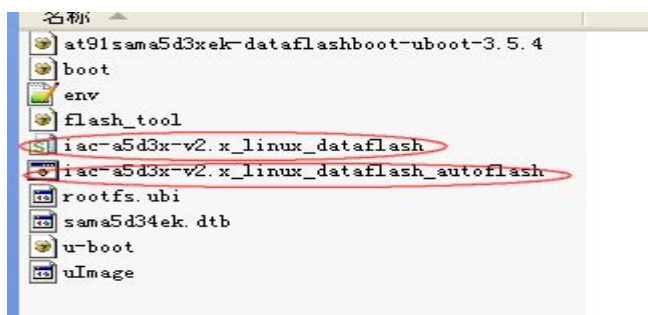 名称
at91sama5d3xek-dataflashboot-uboot-3.5.4
boot
env
flash_tool
iac-a5d3x-v2.x_linux_dataflash
iac-a5d3x-v2.x_linux_dataflash_autoflash
rootfs.ubi
sama5d34ek.dtb
u-boot
uImage